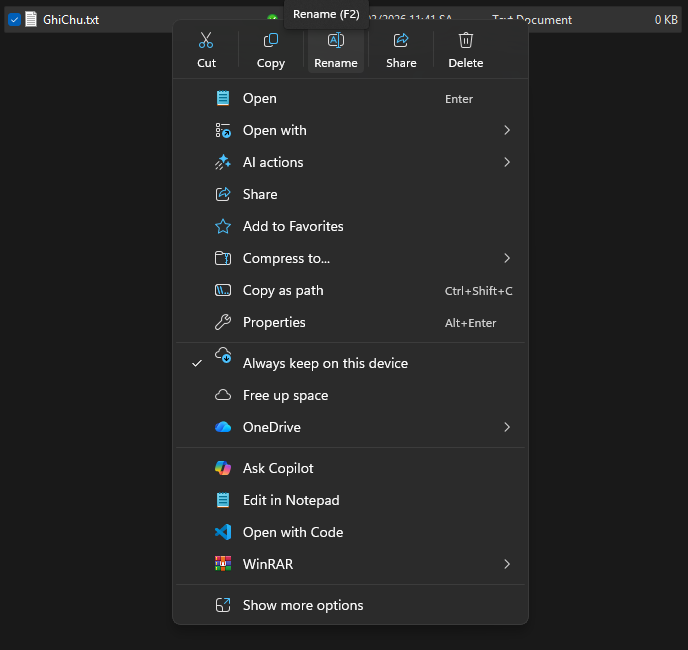 GhiChu.txt
Rename (F2)
2026 11:41 SA
Text Document
0 KB
Cut
Copy
Rename
Share
Delete
Open Enter
Open with
AI actions
Share
Add to Favorites
Compress to...
Copy as path Ctrl+Shift+C
Properties Alt+Enter
Always keep on this device
Free up space
OneDrive
Ask Copilot
Edit in Notepad
Open with Code
WinRAR
Show more options